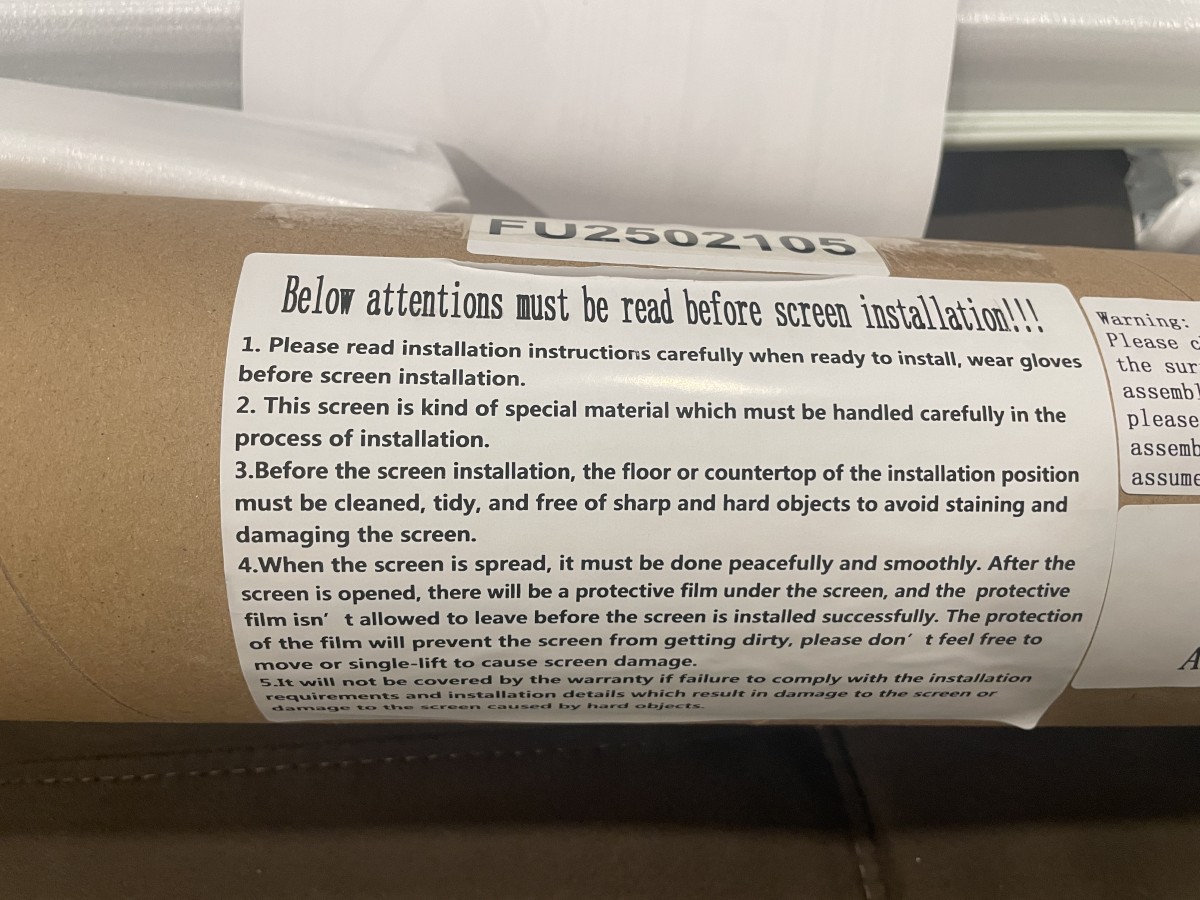 FU2502105
Below attentions must be read before screen installation!!!
1. Please read installation instructions carefully when ready to install, wear gloves
before screen installation.
2. This screen is kind of special material which must be handled carefully in the
process of installation.
3.Before the screen installation, the floor or countertop of the installation position
must be cleaned, tidy, and free of sharp and hard objects to avoid staining and
damaging the screen.
4.When the screen is spread, it must be done peacefully and smoothly. After the
screen is opened, there will be a protective film under the screen, and the protective
film isn' t allowed to leave before the screen is installed successfully. The protection
of the film will prevent the screen from getting dirty, please don' t feel free to
move or single-lift to cause screen damage.
5.It will not be covered by the warranty if failure to comply with the installation
requirements and installation details which result in damage to the screen or
damage to the screen caused by hard objects.
Warning:
Please
the
please